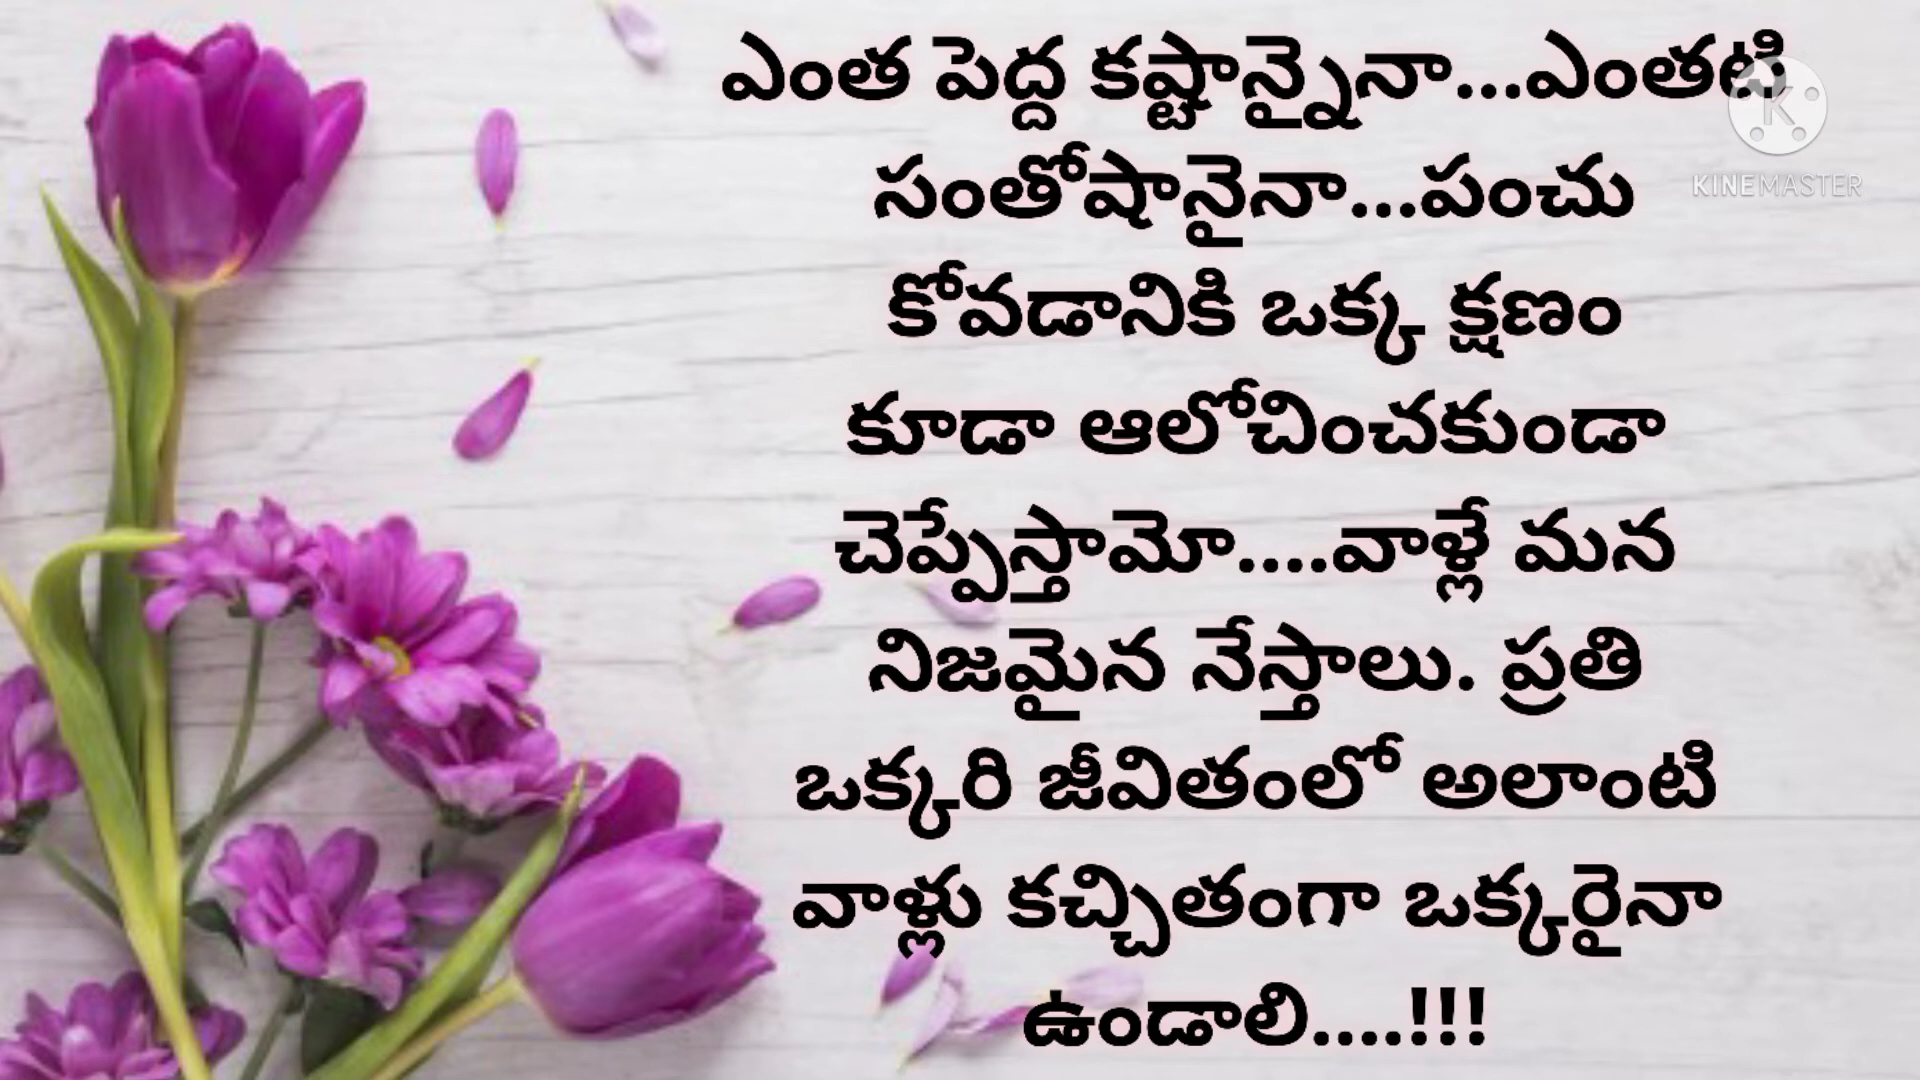 ఎంత పెద్ద కష్టాన్నైనా...ఎంతటి
సంతోషానైనా...పంచు
కోవడానికి ఒక్క క్షణం
కూడా ఆలోచించకుండా
చెప్పేస్తామో....వాళ్లే మన
నిజమైన నేస్తాలు. ప్రతి
ఒక్కరి జీవితంలో అలాంటి
వాళ్లు కచ్చితంగా ఒక్కరైనా
ఉండాలి....!!!
K
KINEMASTER